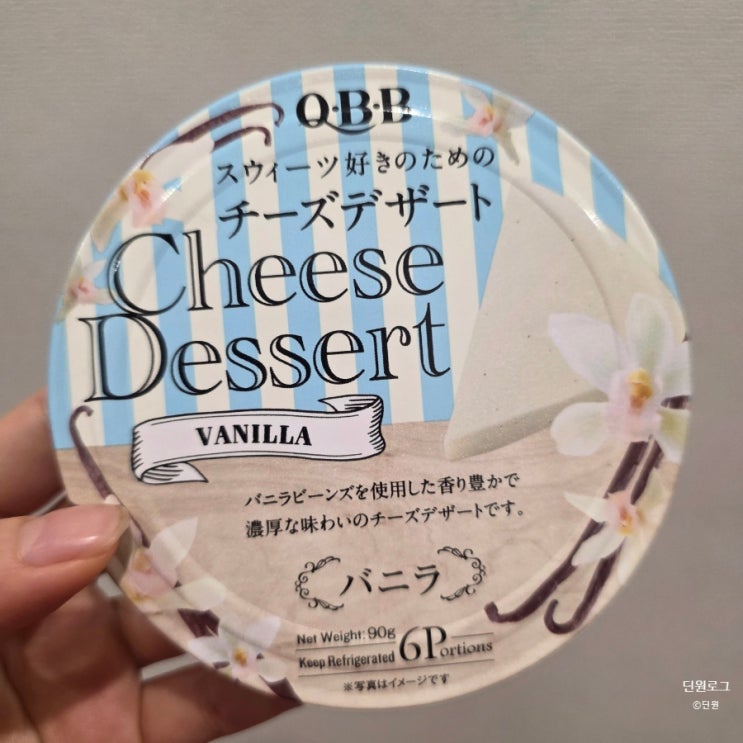 Q·B·B
スウィーツ好きのための
チーズデザート
Cheese
Dessert
VANILLA
バニラビーンズを使用した香り豊かで
濃厚な味わいのチーズデザートです。
バニラ
Net Weight: 90g
Keep Refrigerated
6Portions
※写真はイメージです
딘원로그
©딘원